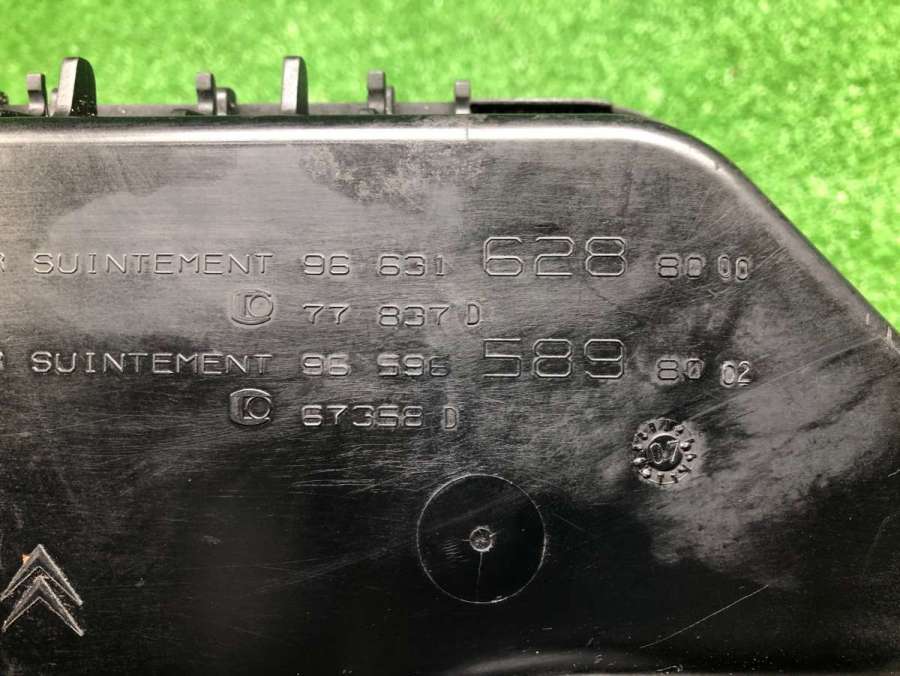 R SUINTEMENT 96 631 628 80 00
77 837 D
R SUINTEMENT 96 596 589 80 02
67358 D
07